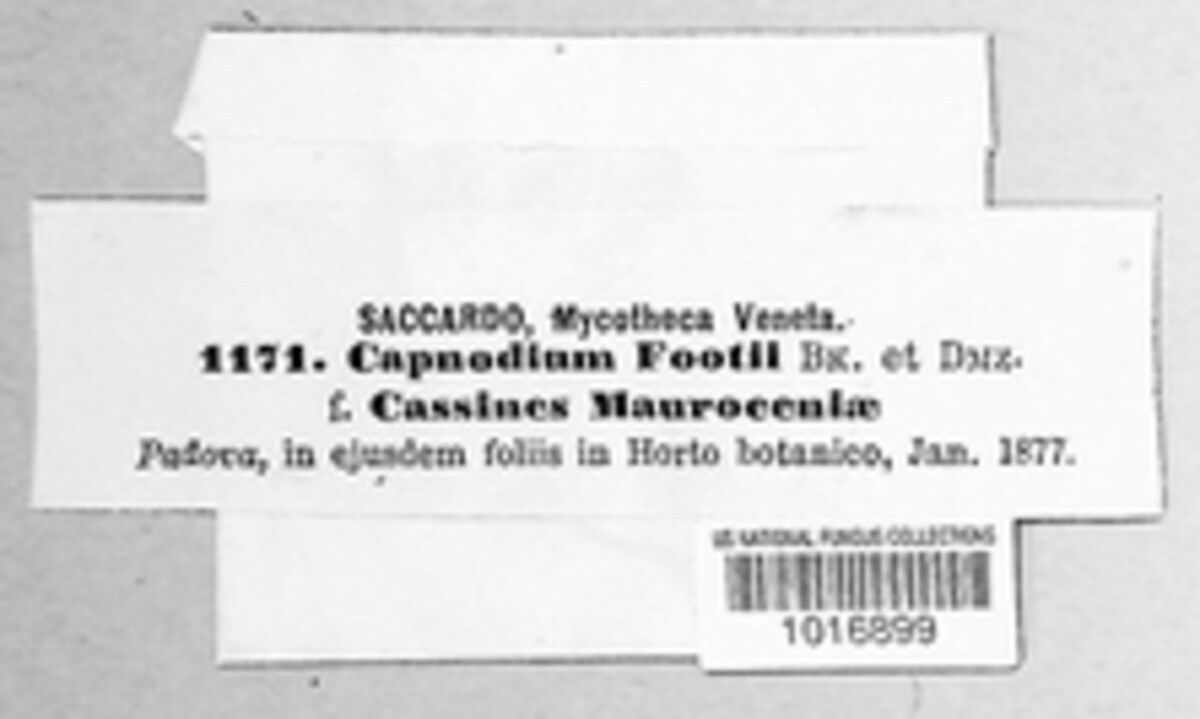 SACCARDO, Mycotheca Veneta.
1171. Capnodium Footii BK. et DMZ.
f. Cassines Mauroceniæ
Padova, in ejusdem foliis in Horto botanico, Jan. 1877.
US NATIONAL FUNGUS COLLECTIONS
1016899